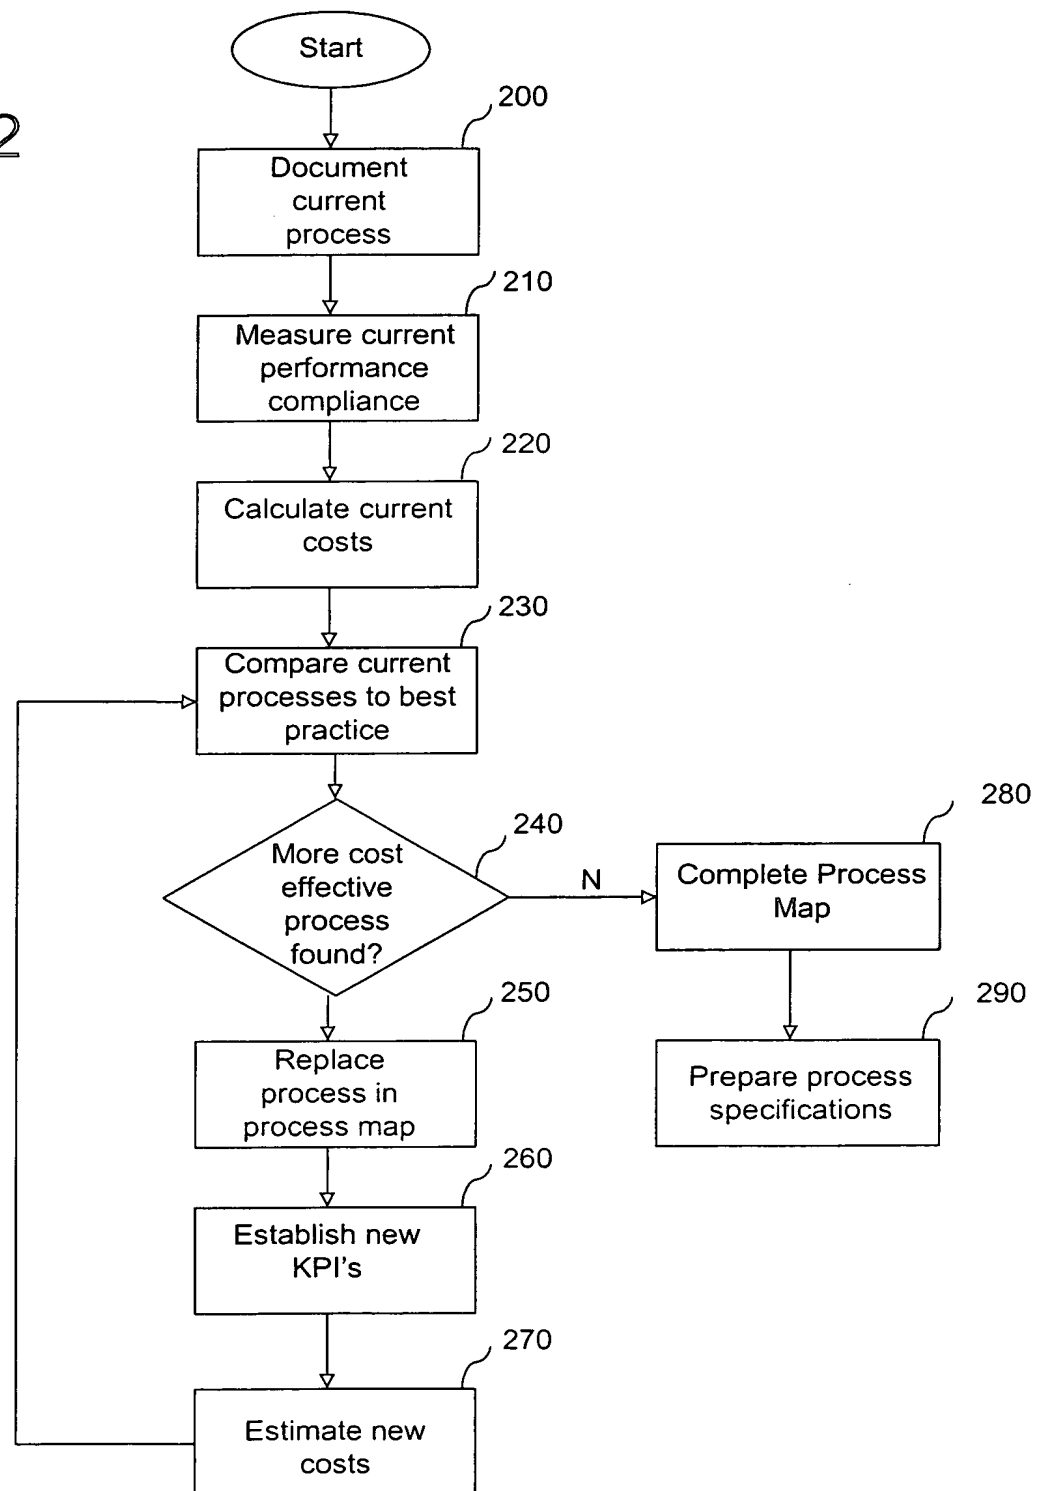 Start
2
200
Document
current
process
210
Measure current
performance
compliance
220
Calculate current
costs
230
Compare current
processes to best
practice
240
More cost
effective
process
found?
N
280
Complete Process
Map
250
Replace
process in
process map
290
Prepare process
specifications
260
Establish new
KPI's
270
Estimate new
costs